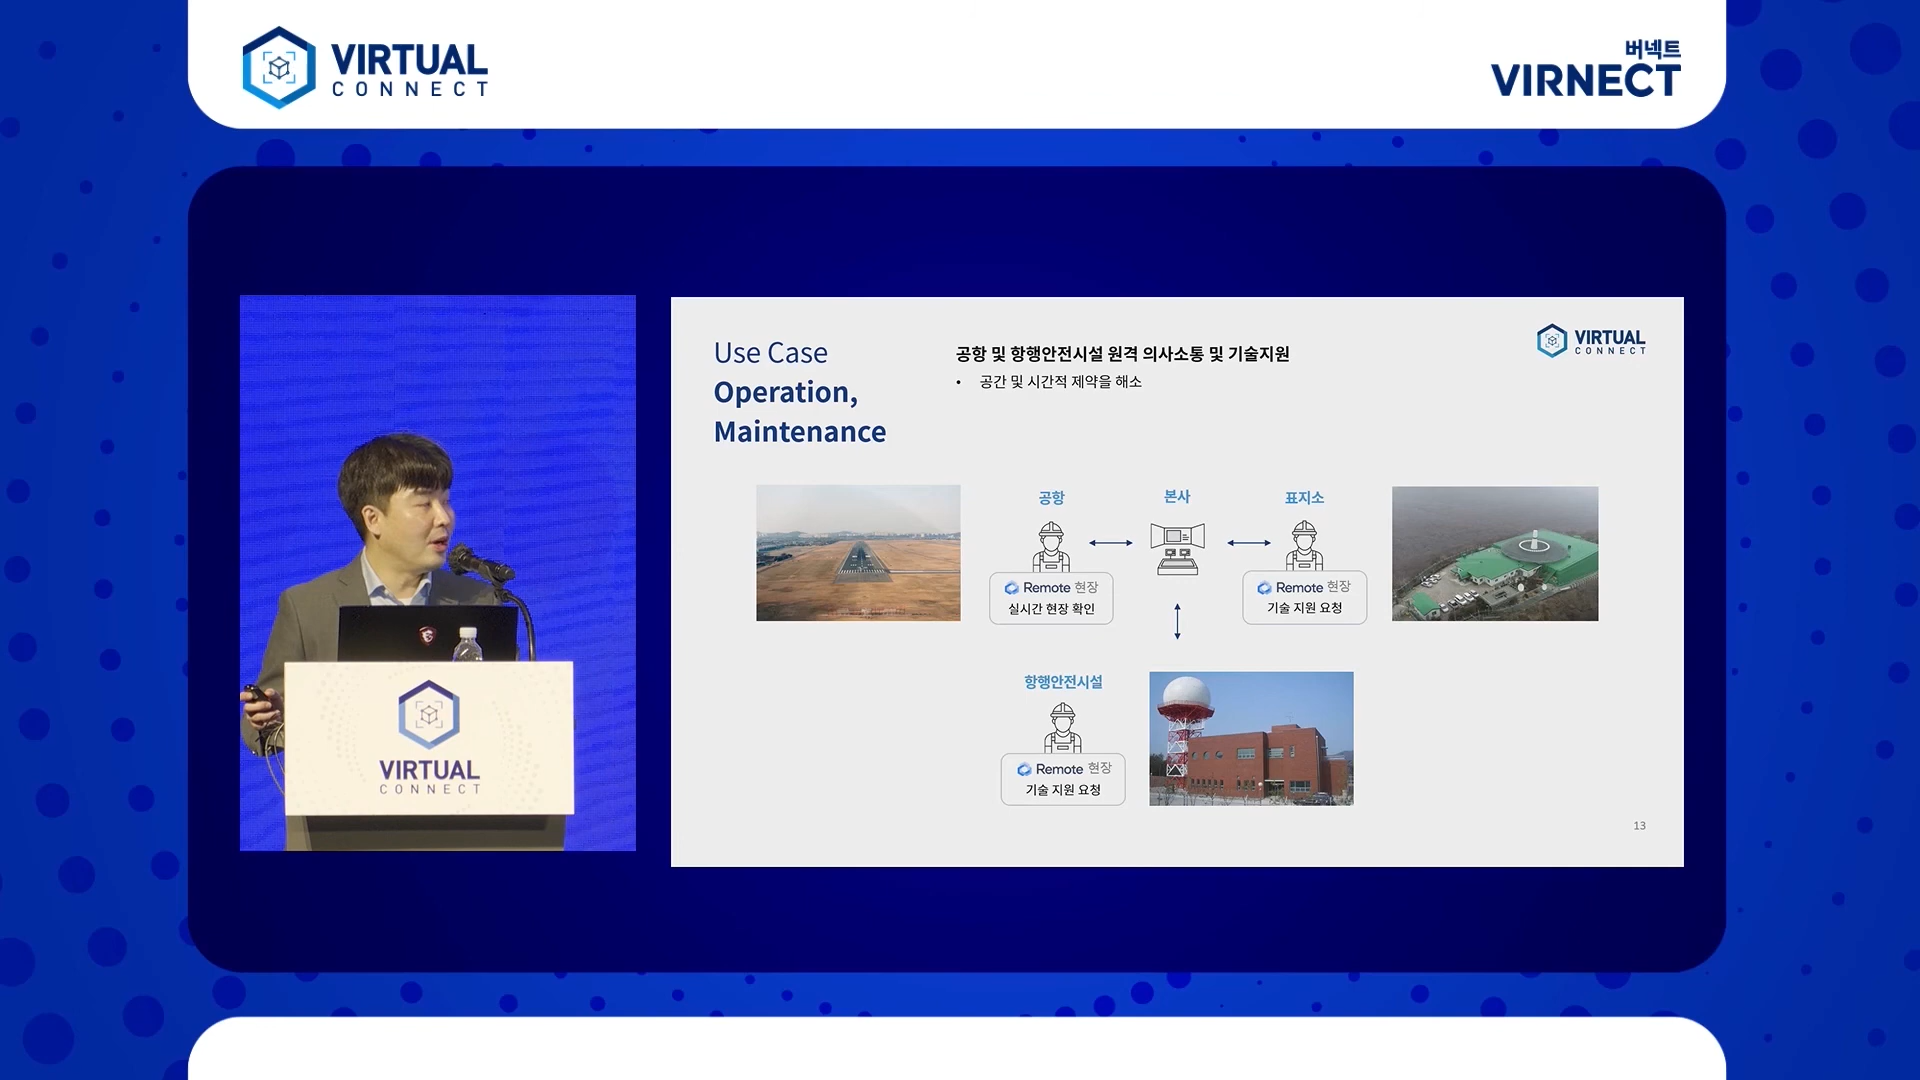 VIRTUAL
CONNECT
버넥트
VIRNECT
Use Case
Operation,
Maintenance
공항 및 항행안전시설 원격 의사소통 및 기술지원
• 공간 및 시간적 제약을 해소
VIRTUAL
CONNECT
공항
본사
표지소
Remote 현장
실시간 현장 확인
Remote 현장
기술 지원 요청
항행안전시설
Remote 현장
기술 지원 요청
13
VIRTUAL
CONNECT